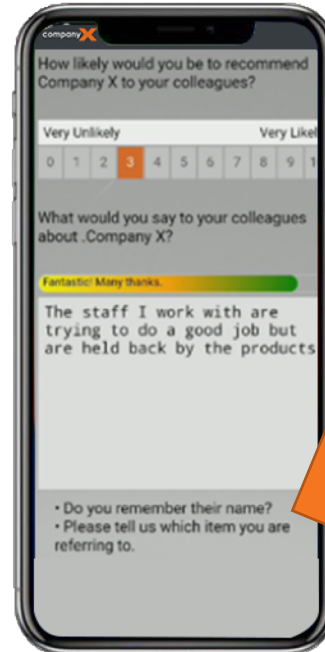 companyX
How likely would you be to recommend
Company X to your colleagues?
Very Unlikely Very Likel
0 1 2 3 4 5 6 7 8 9 1
What would you say to your colleagues
about .Company X?
Fantastic! Many thanks.
The staff I work with are
trying to do a good job but
are held back by the products
• Do you remember their name?
• Please tell us which item you are
referring to.